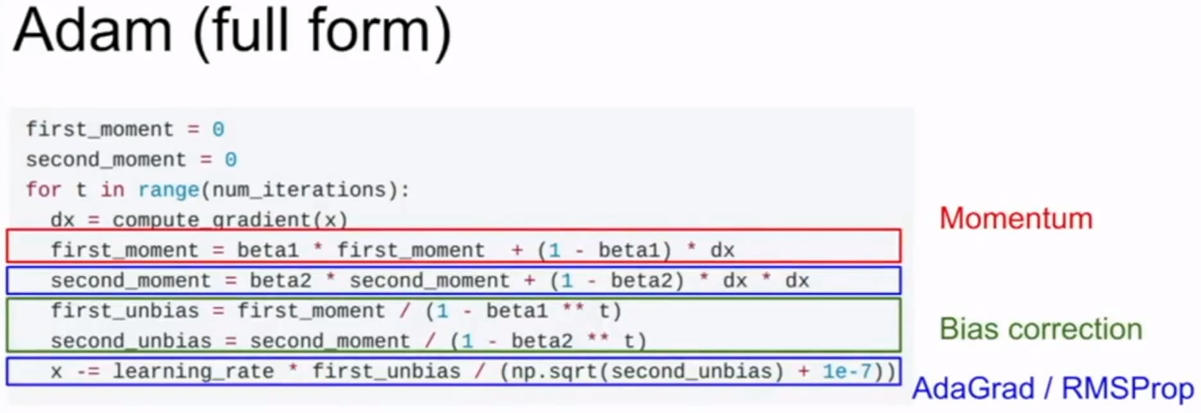 Adam (full form)
first_moment = 0
second_moment = 0
for t in range(num_iterations):
dx = compute_gradient(x)
first_moment = beta1 * first_moment + (1 - beta1) * dx
Momentum
second_moment = beta2 * second_moment + (1 - beta2) * dx * dx
first_unbias = first_moment / (1 - beta1 ** t)
second_unbias = second_moment / (1 - beta2 ** t)
Bias correction
x -= learning_rate * first_unbias / (np.sqrt(second_unbias) + 1e-7))
AdaGrad / RMSProp